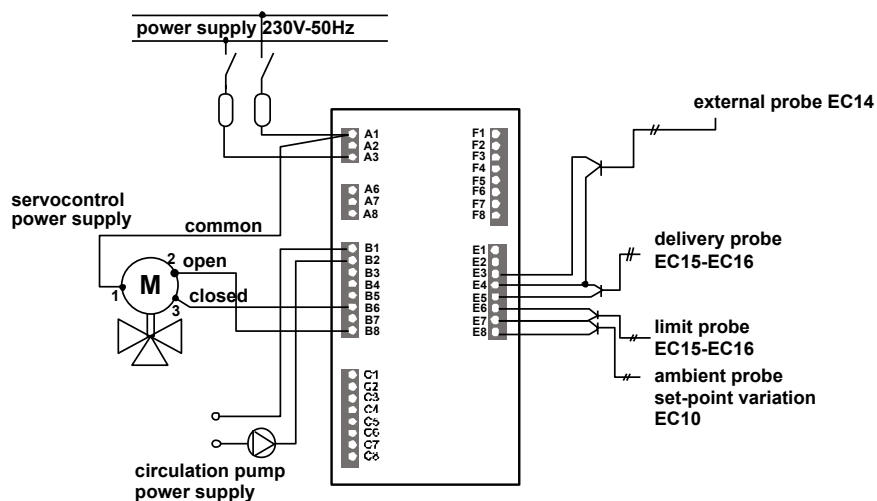 power supply 230V-50Hz
external probe EC14
A1
A2
A3
F1
F2
F3
F4
F5
F6
F7
F8
servocontrol
power supply
common
A6
A7
A8
2
open
1
M
closed
3
B1
B2
B3
B4
B5
B6
B7
B8
E1
E2
E3
E4
E5
E6
E7
E8
delivery probe
EC15-EC16
limit probe
EC15-EC16
ambient probe
set-point variation
EC10
C1
C2
C3
C4
C5
C6
C7
C8
circulation pump
power supply